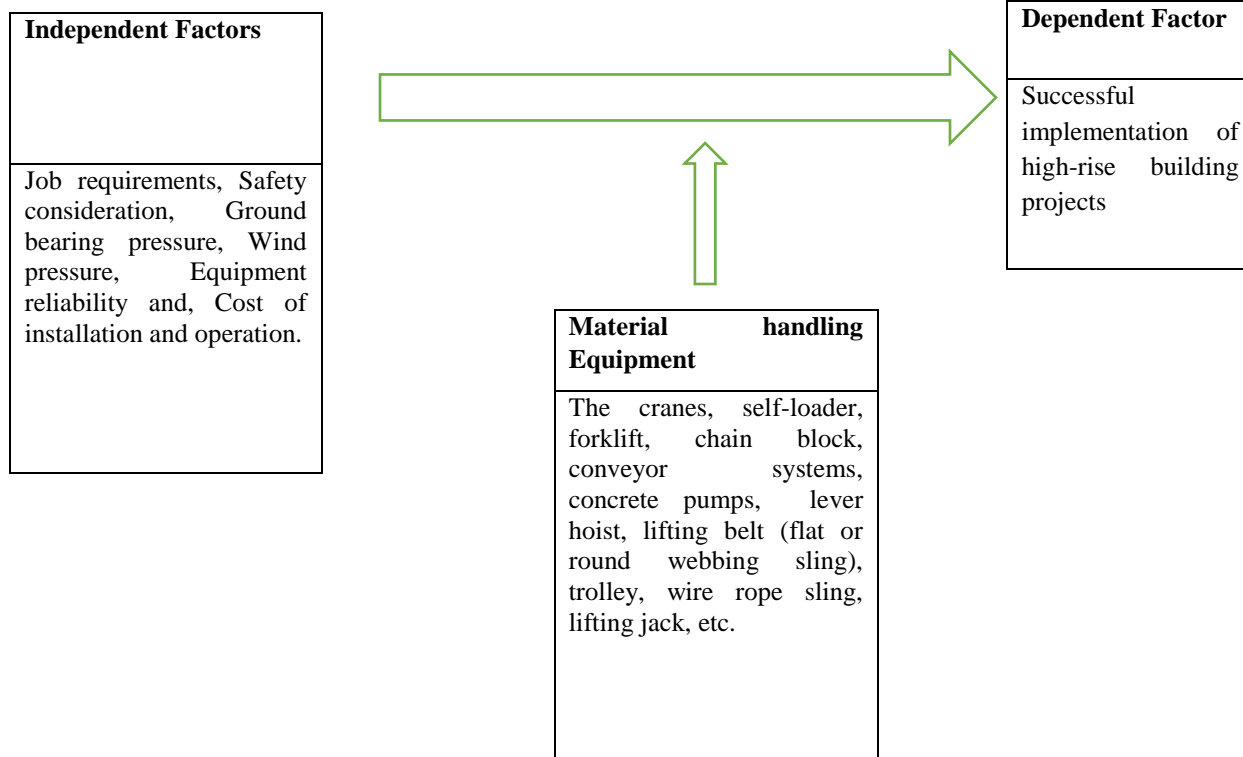 Independent Factors
Job requirements, Safety
consideration, Ground
bearing pressure, Wind
pressure, Equipment
reliability and, Cost of
installation and operation.
Dependent Factor
Successful
implementation of
high-rise building
projects
Material handling
Equipment
The cranes, self-loader,
forklift, chain block,
conveyor systems,
concrete pumps, lever
hoist, lifting belt (flat or
round webbing sling),
trolley, wire rope sling,
lifting jack, etc.